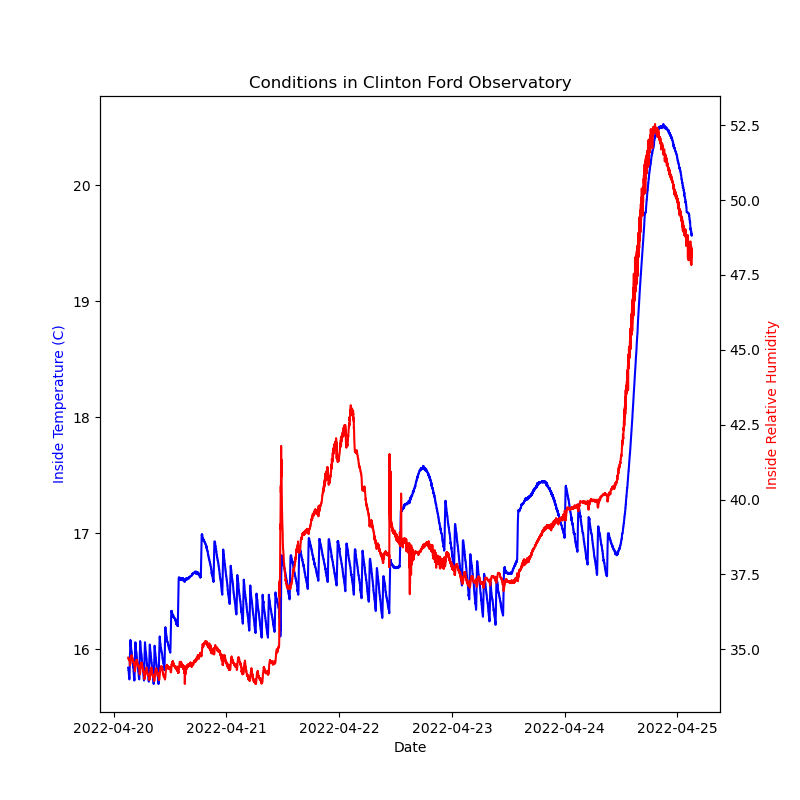 Conditions in Clinton Ford Observatory
Inside Temperature (C)
20
19
18
17
16
52.5
50.0
47.5
45.0
42.5
40.0
37.5
35.0
Inside Relative Humidity
2022-04-20 2022-04-21 2022-04-22 2022-04-23 2022-04-24 2022-04-25
Date